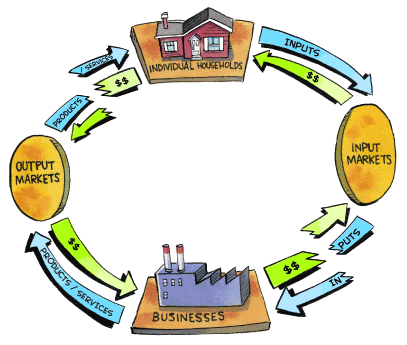 INDIVIDUAL HOUSEHOLDS
INPUTS
$$
INPUT
MARKETS
PUTS
IN
$$
BUSINESSES
PRODUCTS / SERVICES
$$
OUTPUT
MARKETS
PRODUCTS
/ SERVICES
$$